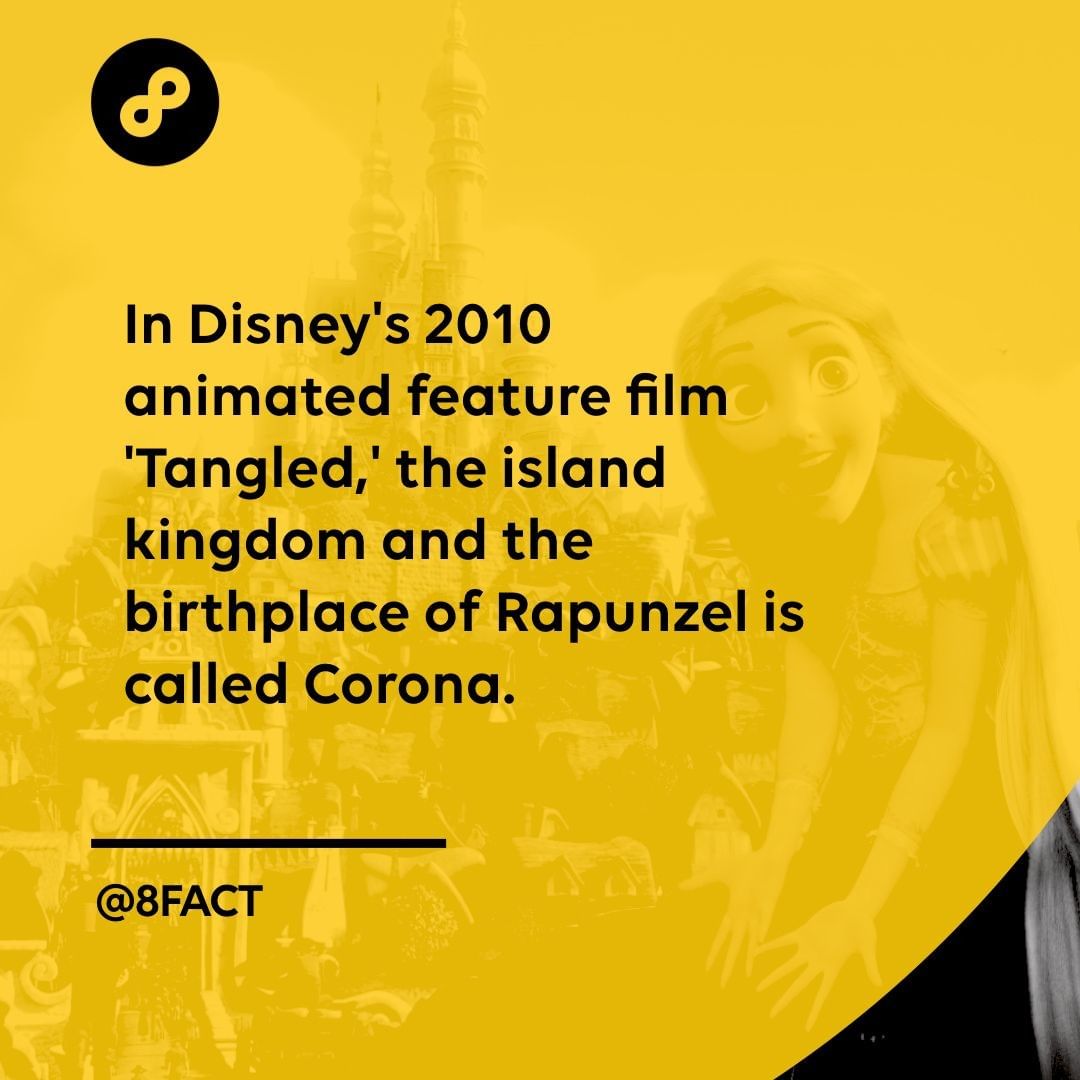 In Disney's 2010
animated feature film
'Tangled,' the island
kingdom and the
birthplace of Rapunzel is
called Corona.
@8FACT